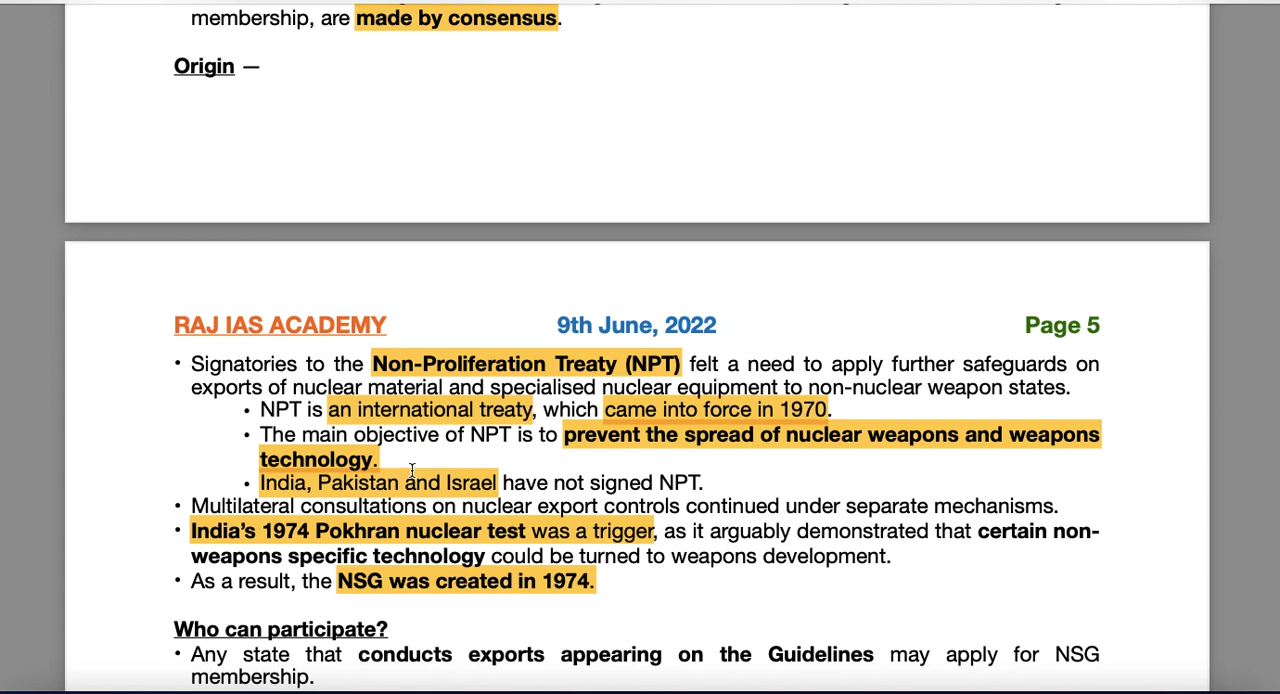 membership, are made by consensus.
Origin —
RAJ IAS ACADEMY 9th June, 2022 Page 5
• Signatories to the Non-Proliferation Treaty (NPT) felt a need to apply further safeguards on
exports of nuclear material and specialised nuclear equipment to non-nuclear weapon states.
• NPT is an international treaty, which came into force in 1970.
• The main objective of NPT is to prevent the spread of nuclear weapons and weapons
technology.
• India, Pakistan and Israel have not signed NPT.
• Multilateral consultations on nuclear export controls continued under separate mechanisms.
• India’s 1974 Pokhran nuclear test was a trigger, as it arguably demonstrated that certain non-
weapons specific technology could be turned to weapons development.
• As a result, the NSG was created in 1974.
Who can participate?
• Any state that conducts exports appearing on the Guidelines may apply for NSG
membership.